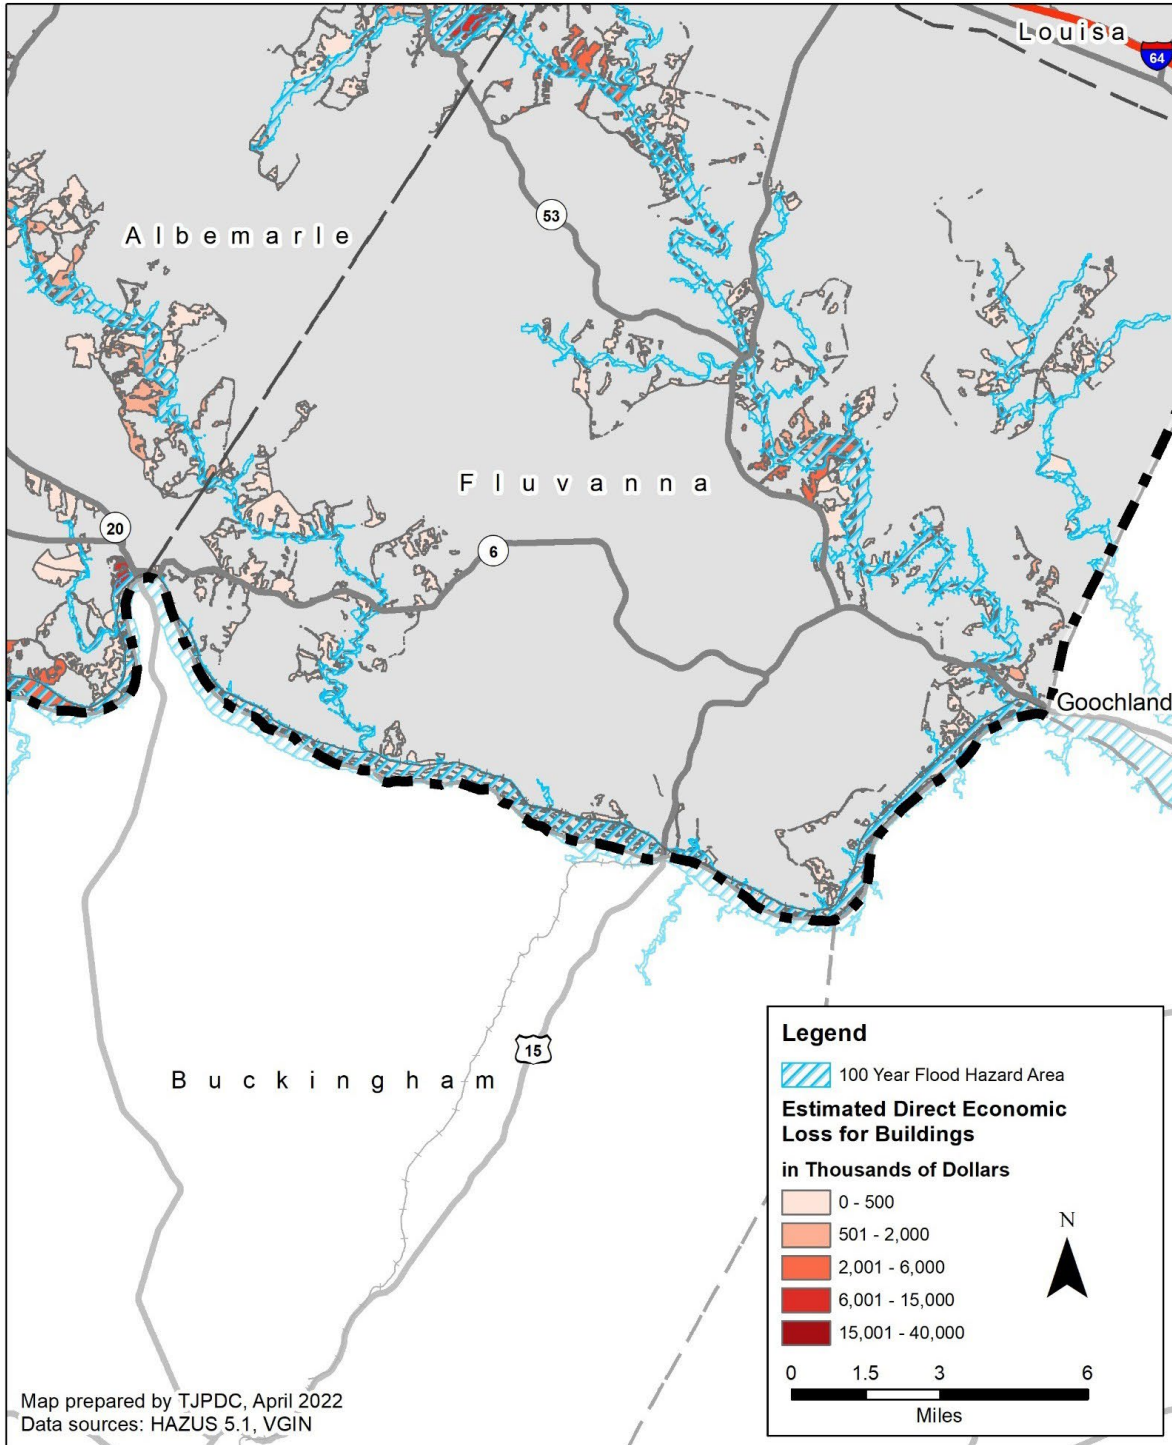 Louisa
64
53
Albemarle
Fluvanna
20
6
Goochland
15
Buckingham
Legend
100 Year Flood Hazard Area
Estimated Direct Economic
Loss for Buildings
in Thousands of Dollars
0 - 500
501 - 2,000
2,001 - 6,000
6,001 - 15,000
15,001 - 40,000
N
0 1.5 3 6
Miles
Map prepared by TJPDC, April 2022
Data sources: HAZUS 5.1, VGIN